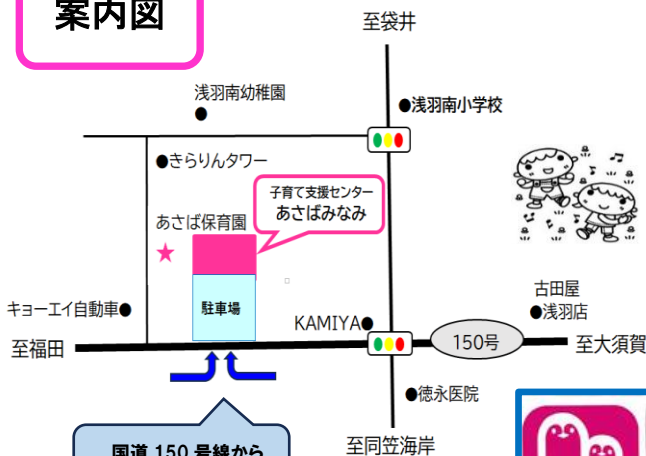 案内図
至袋井
浅羽南幼稚園
●
●浅羽南小学校
●きらりんタワー
子育て支援センター
あさばみなみ
あさば保育園
★
駐車場
キョーエイ自動車●
KAMIYA●
古田屋
●浅羽店
至福田
150号
至大須賀
●徳永医院
至同笠海岸
国道 150 号線から